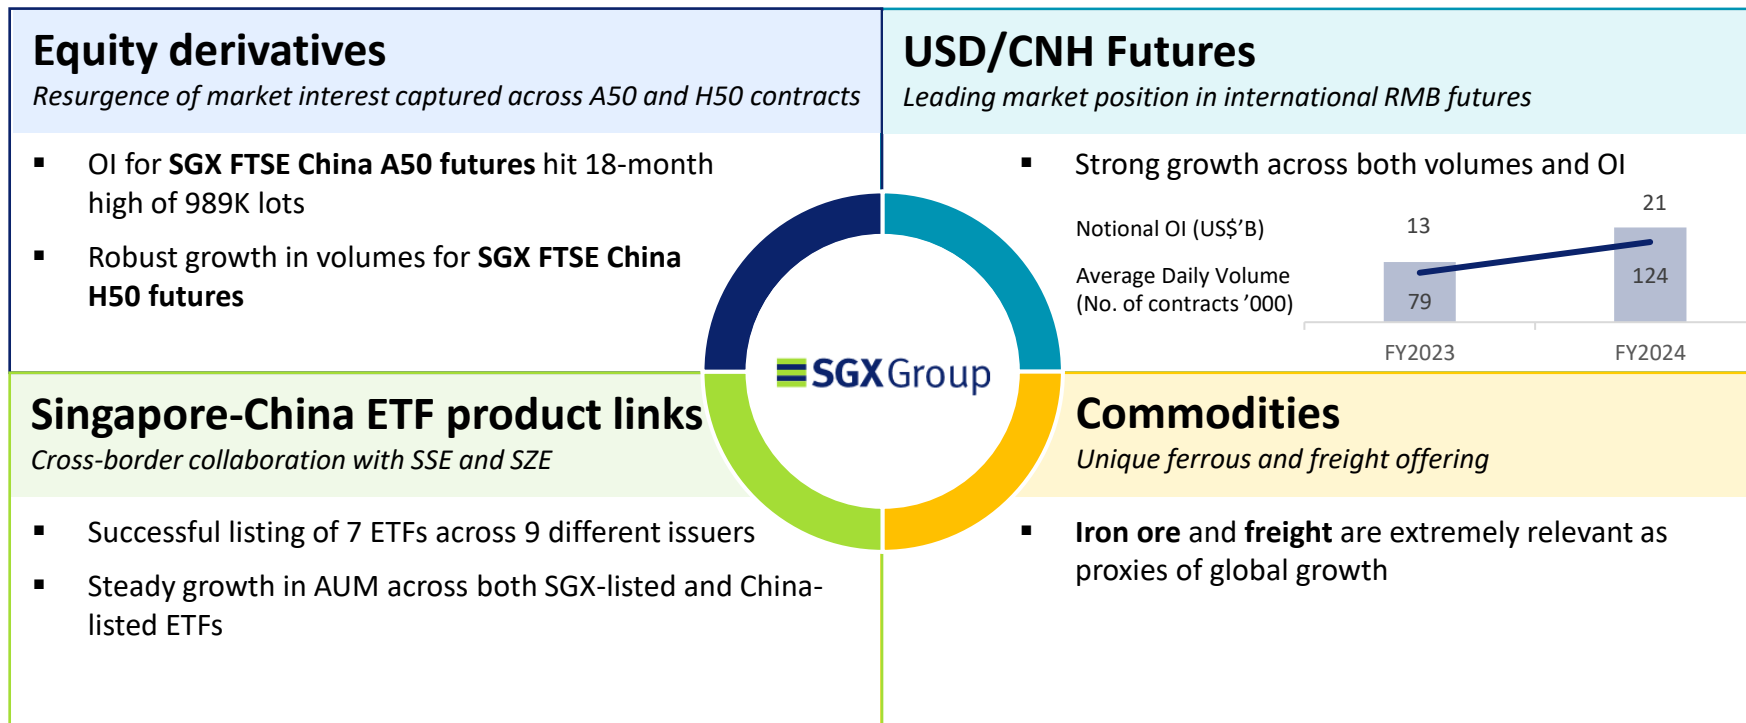 Equity derivatives
Resurgence of market interest captured across A50 and H50 contracts
▪ OI for SGX FTSE China A50 futures hit 18-month
high of 989K lots
▪ Robust growth in volumes for SGX FTSE China
H50 futures
USD/CNH Futures
Leading market position in international RMB futures
▪ Strong growth across both volumes and OI
Notional OI (US$'B)
13
21
Average Daily Volume
(No. of contracts '000)
79
124
FY2023
FY2024
SGX Group
Singapore-China ETF product links
Cross-border collaboration with SSE and SZE
▪ Successful listing of 7 ETFs across 9 different issuers
▪ Steady growth in AUM across both SGX-listed and China-
listed ETFs
Commodities
Unique ferrous and freight offering
▪ Iron ore and freight are extremely relevant as
proxies of global growth